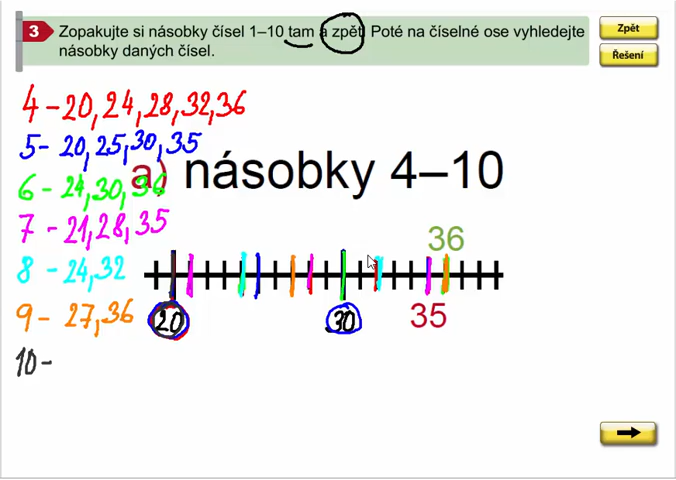 3 Zopakujte si násobky čísel 1–10 tam a zpět. Poté na číselné ose vyhledejte
násobky daných čísel.
Zpět
Řešení
4 – 20, 24, 28, 32, 36
5 – 20, 25, 30, 35
a) násobky 4–10
6 – 24, 30, 36
7 – 21, 28, 35
36
8 – 24, 32
9 – 27, 36
20 30 35
10 –